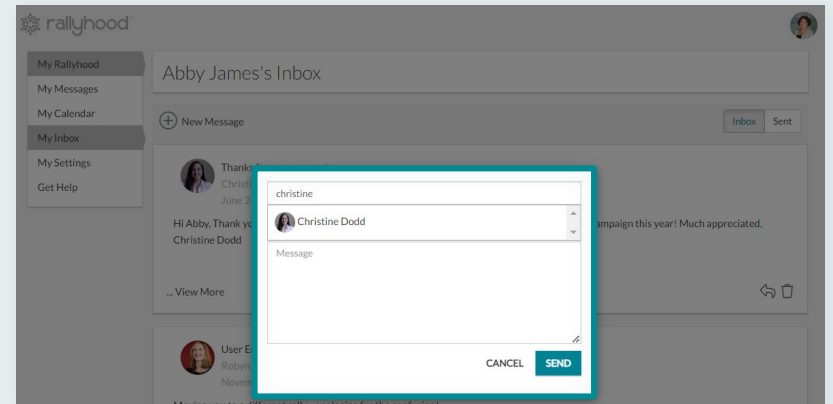 rallyhood
My Rallyhood
My Messages
My Calendar
My Inbox
My Settings
Get Help
Abby James's Inbox
New Message
Inbox Sent
Thanks
Christi
June 2
Hi Abby, Thank yo ampaign this year! Much appreciated,
Christine Dodd
... View More
christine
Christine Dodd
Message
CANCEL SEND
User E
Robyn
Novem